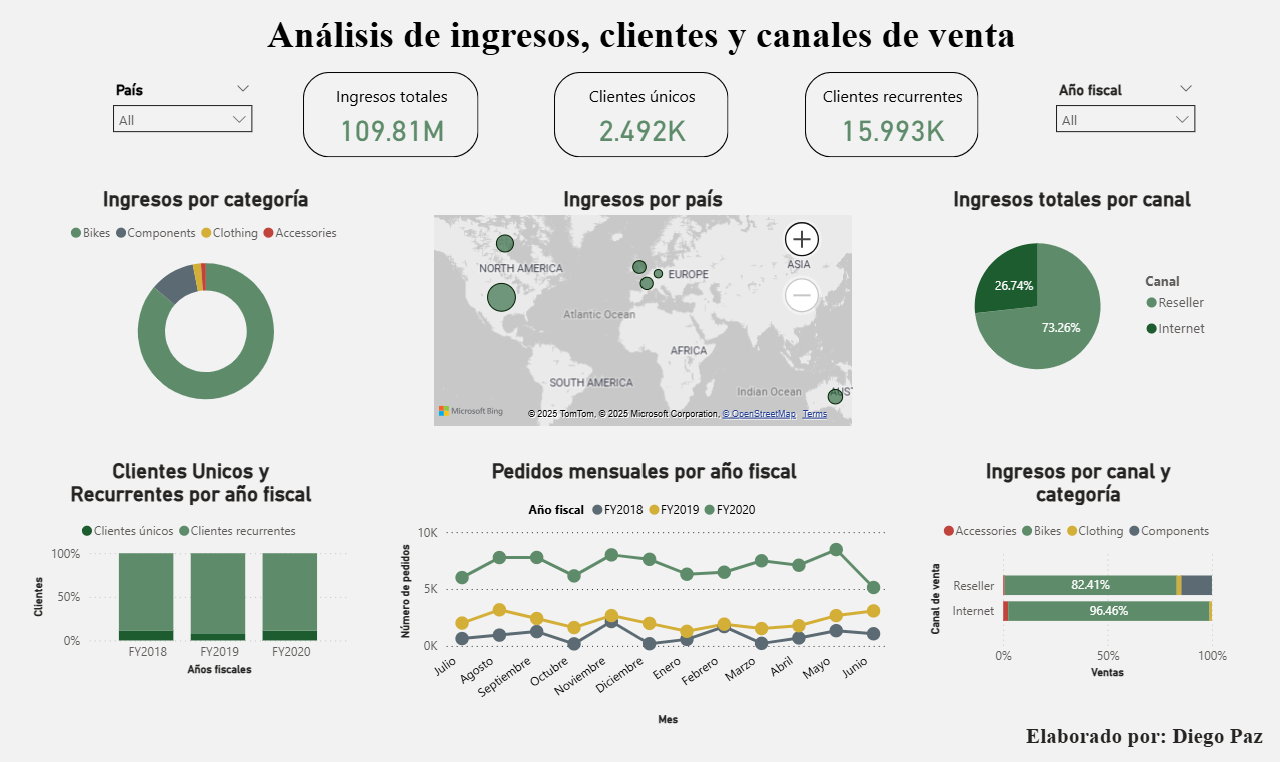 Análisis de ingresos, clientes y canales de venta
País
All
Ingresos totales
109.81M
Clientes únicos
2.492K
Clientes recurrentes
15.993K
Año fiscal
All
Ingresos por categoría
Bikes Components Clothing Accessories
Ingresos por país
NORTH AMERICA
EUROPE
ASIA
Atlantic Ocean
AFRICA
SOUTH AMERICA
Indian Ocean
AUST
Microsoft Bing
© 2025 TomTom, © 2025 Microsoft Corporation, © OpenStreetMap Terms
Ingresos totales por canal
26.74%
73.26%
Canal
Reseller
Internet
Clientes Unicos y
Recurrentes por año fiscal
Clientes únicos Clientes recurrentes
Clientes
100%
50%
0%
FY2018 FY2019 FY2020
Años fiscales
Pedidos mensuales por año fiscal
Año fiscal FY2018 FY2019 FY2020
Número de pedidos
10K
5K
0K
Julio Agosto Septiembre Octubre Noviembre Diciembre Enero Febrero Marzo Abril Mayo Junio
Mes
Ingresos por canal y
categoría
Accessories Bikes Clothing Components
Canal de venta
Reseller 82.41%
Internet 96.46%
0% 50% 100%
Ventas
Elaborado por: Diego Paz